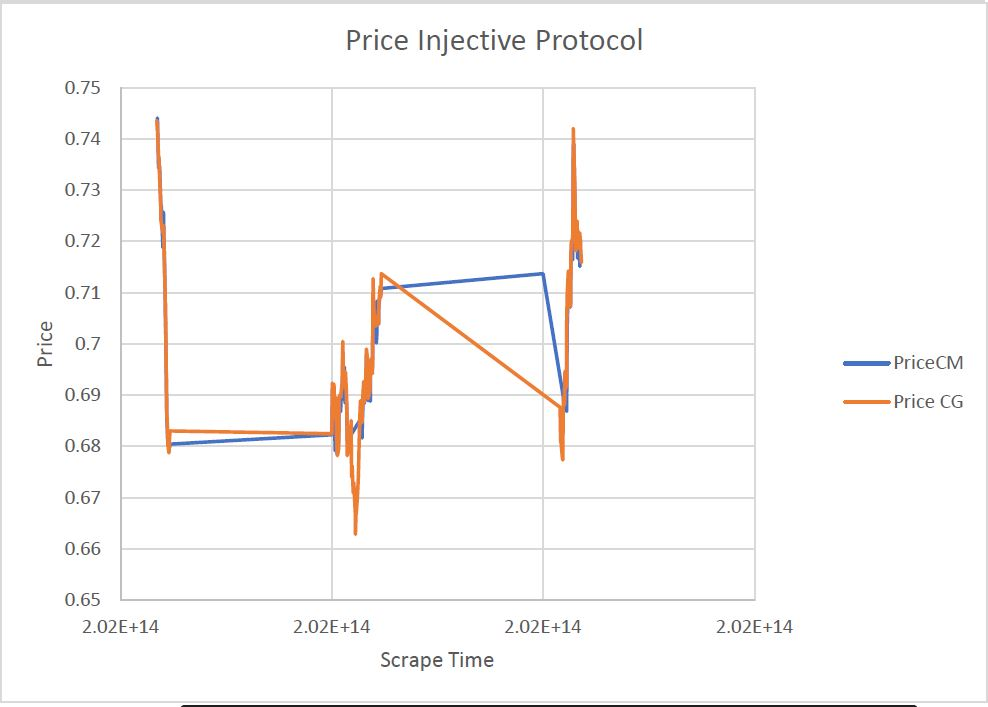 Price Injective Protocol
0.75
0.74
0.73
0.72
0.71
0.7
0.69
0.68
0.67
0.66
0.65
Price
2.02E+14 2.02E+14 2.02E+14 2.02E+14
Scrape Time
PriceCM
Price CG